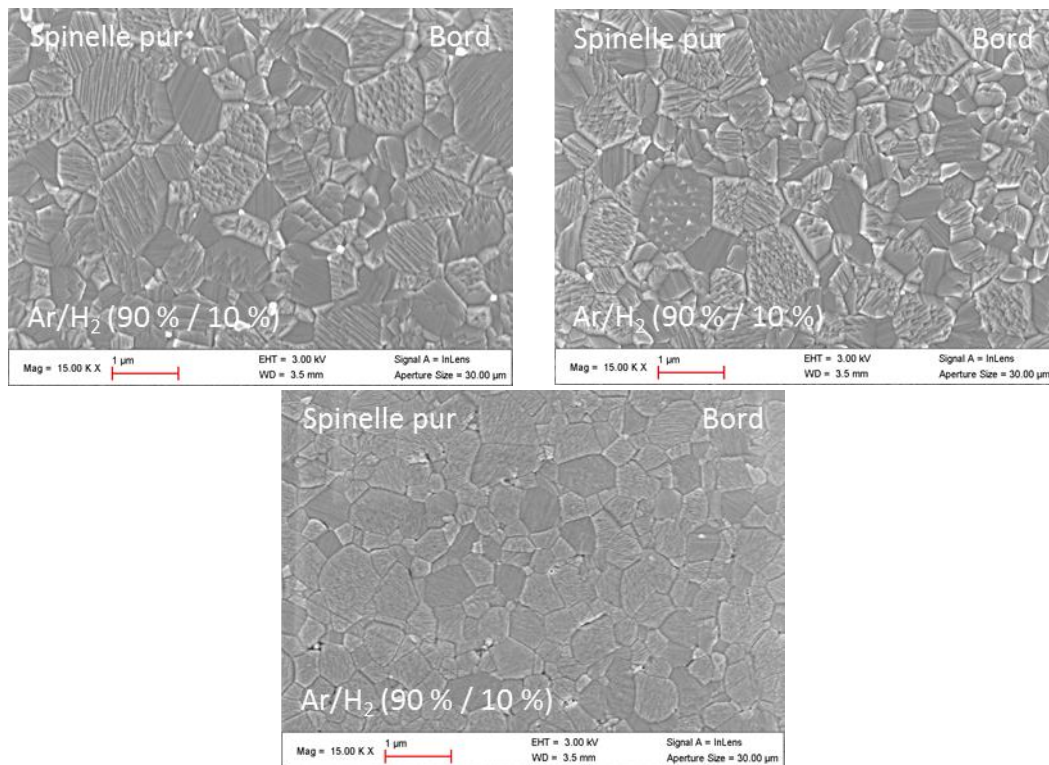 Spinelle pur Bord
Ar/H₂ (90 % / 10 %)
Mag = 15.00 K X 1 µm EHT = 3.00 kV Signal A = InLens
WD = 3.5 mm Aperture Size = 30.00 µm
Spinelle pur Bord
Ar/H₂ (90 % / 10 %)
Mag = 15.00 K X 1 µm EHT = 3.00 kV Signal A = InLens
WD = 3.5 mm Aperture Size = 30.00 µm
Spinelle pur Bord
Ar/H₂ (90 % / 10 %)
Mag = 15.00 K X 1 µm EHT = 3.00 kV Signal A = InLens
WD = 3.5 mm Aperture Size = 30.00 µm